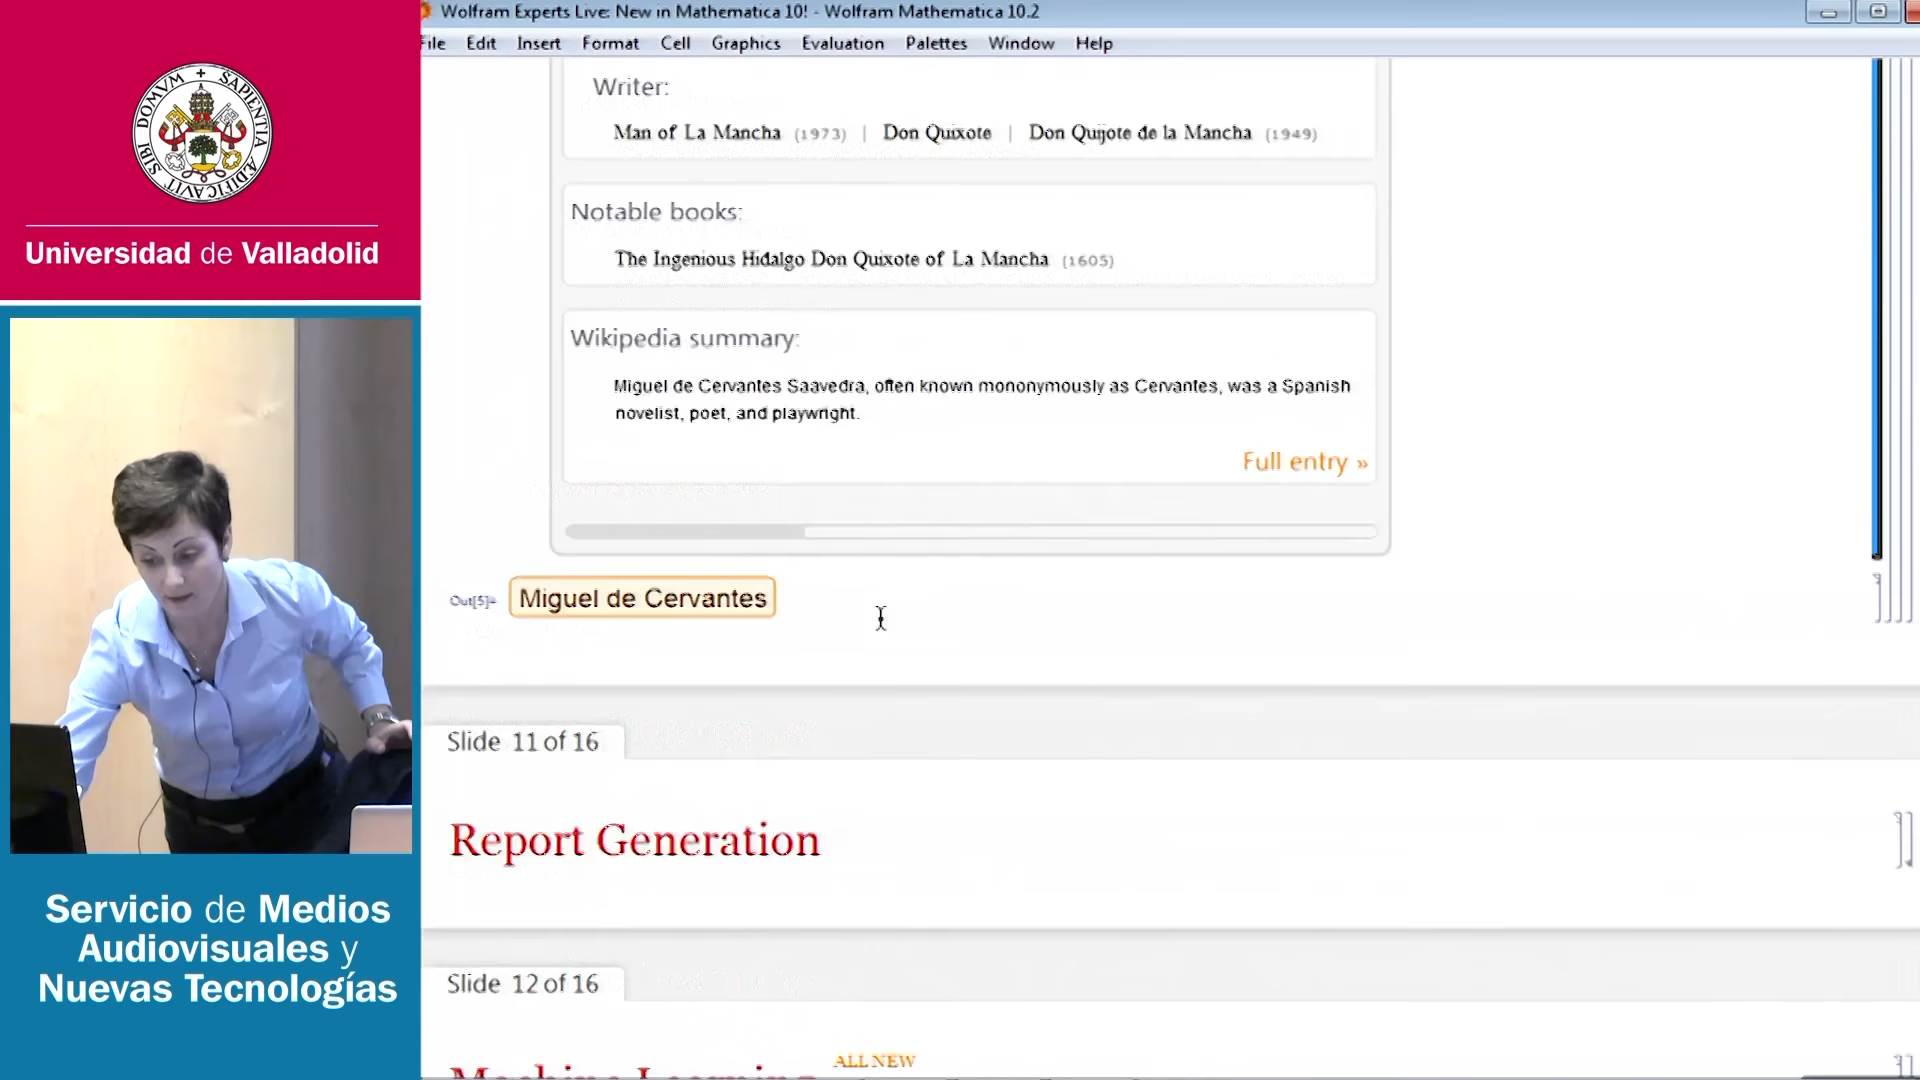 Wolfram Experts Live: New in Mathematica 10! - Wolfram Mathematica 10.2
File Edit Insert Format Cell Graphics Evaluation Palettes Window Help
SIBI DOMVM SAPIENTIA ÆDIFICAVIT
Universidad de Valladolid
Writer:
Man of La Mancha (1973) | Don Quixote | Don Quijote de la Mancha (1949)
Notable books:
The Ingenious Hidalgo Don Quixote of La Mancha (1605)
Wikipedia summary:
Miguel de Cervantes Saavedra, often known mononymously as Cervantes, was a Spanish
novelist, poet, and playwright.
Full entry »
Out[5]= Miguel de Cervantes
Slide 11 of 16
Report Generation
Slide 12 of 16
Machine Learning ALL NEW
Servicio de Medios
Audiovisuales y
Nuevas Tecnologías